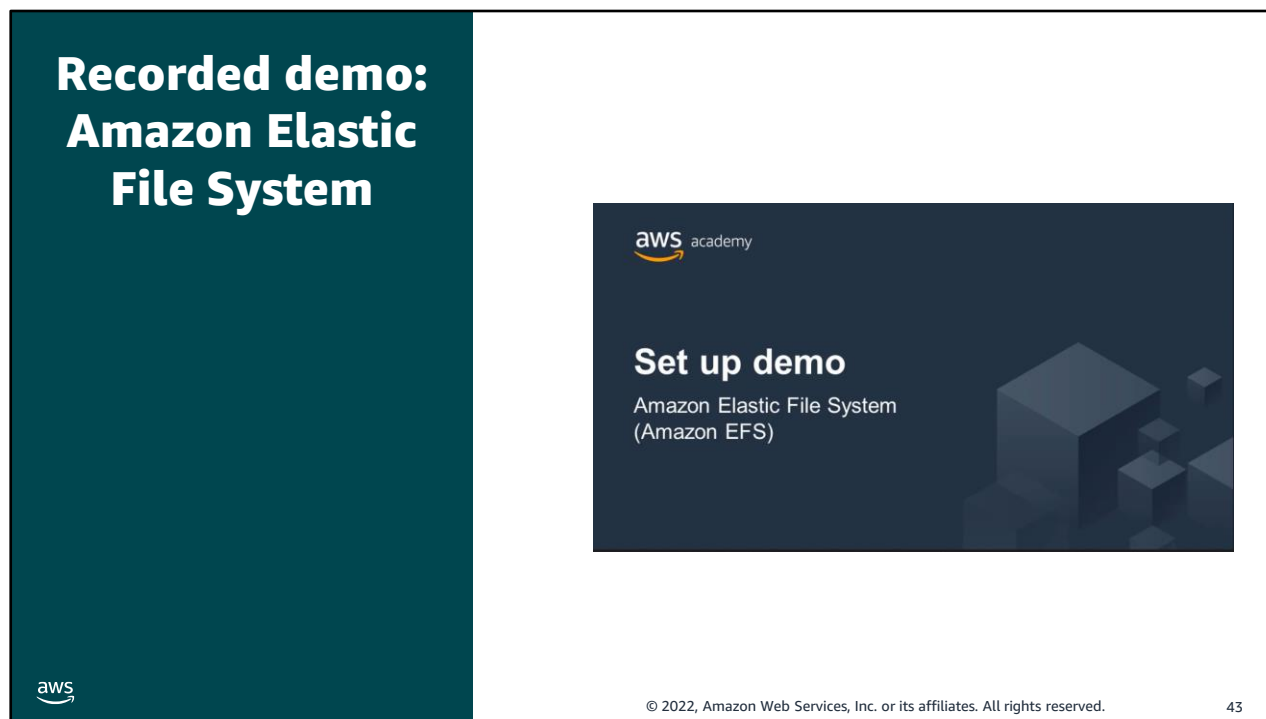 Recorded demo:
Amazon Elastic
File System
aws academy
Set up demo
Amazon Elastic File System
(Amazon EFS)
aws
© 2022, Amazon Web Services, Inc. or its affiliates. All rights reserved.
43